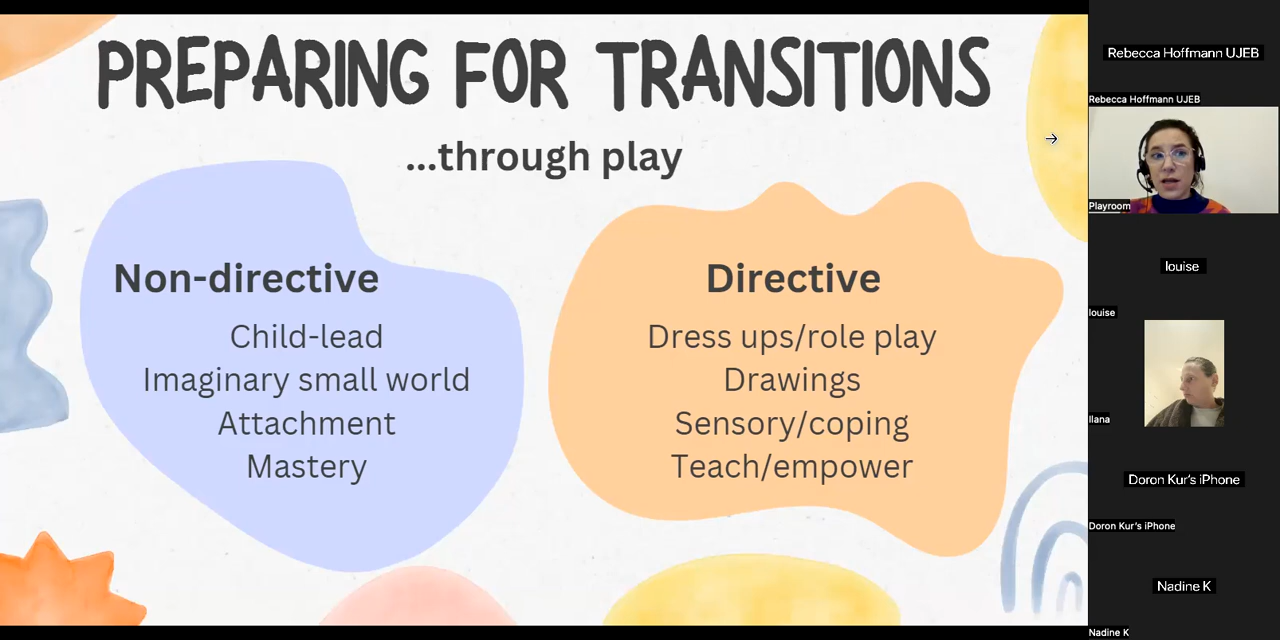 PREPARING FOR TRANSITIONS
...through play
Non-directive
Child-lead
Imaginary small world
Attachment
Mastery
Directive
Dress ups/role play
Drawings
Sensory/coping
Teach/empower
Rebecca Hoffmann UJEB
Rebecca Hoffmann UJEB
Playroom
louise
louise
Ilana
Doron Kur's iPhone
Doron Kur's iPhone
Nadine K
Nadine K